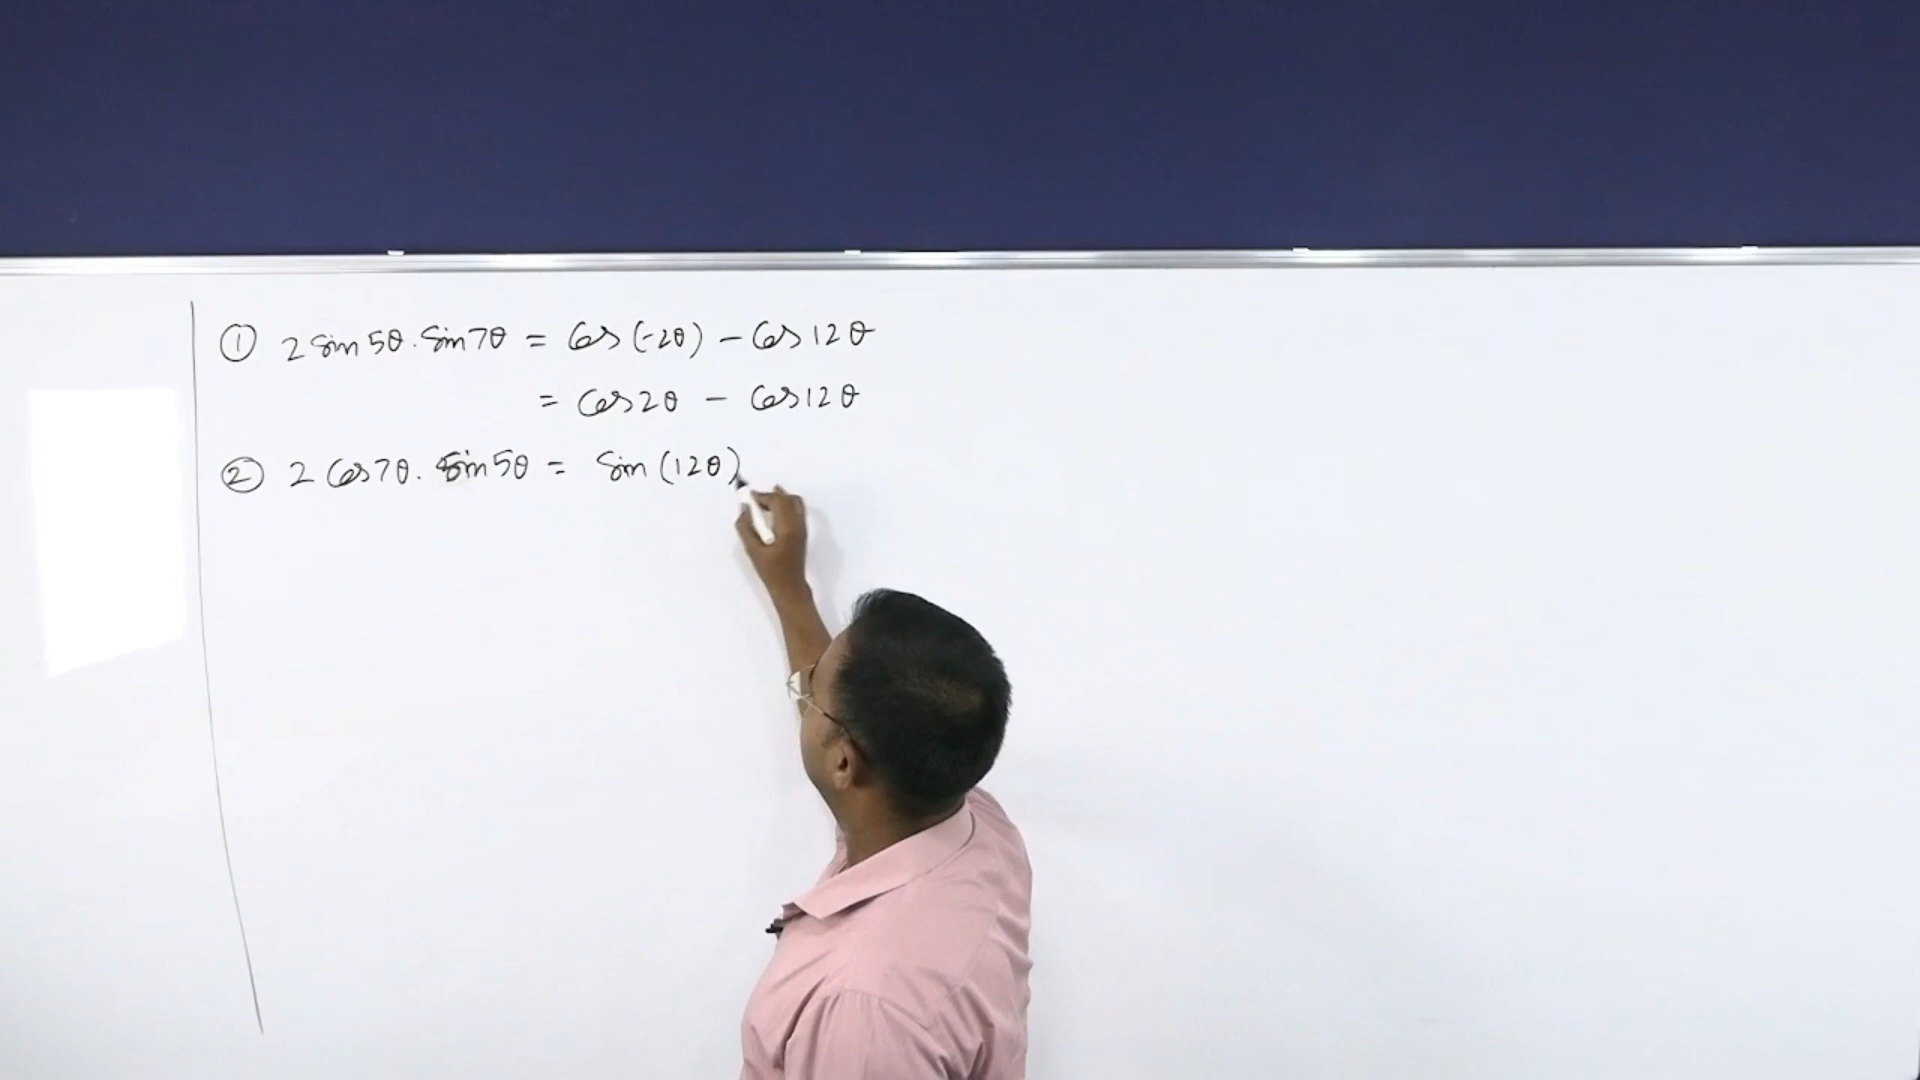 ① 2 Sin 5θ . Sin 7θ = Cos (-2θ) - Cos 12θ
= Cos 2θ - Cos 12θ
② 2 Cos 7θ . Sin 5θ = Sin (12θ)